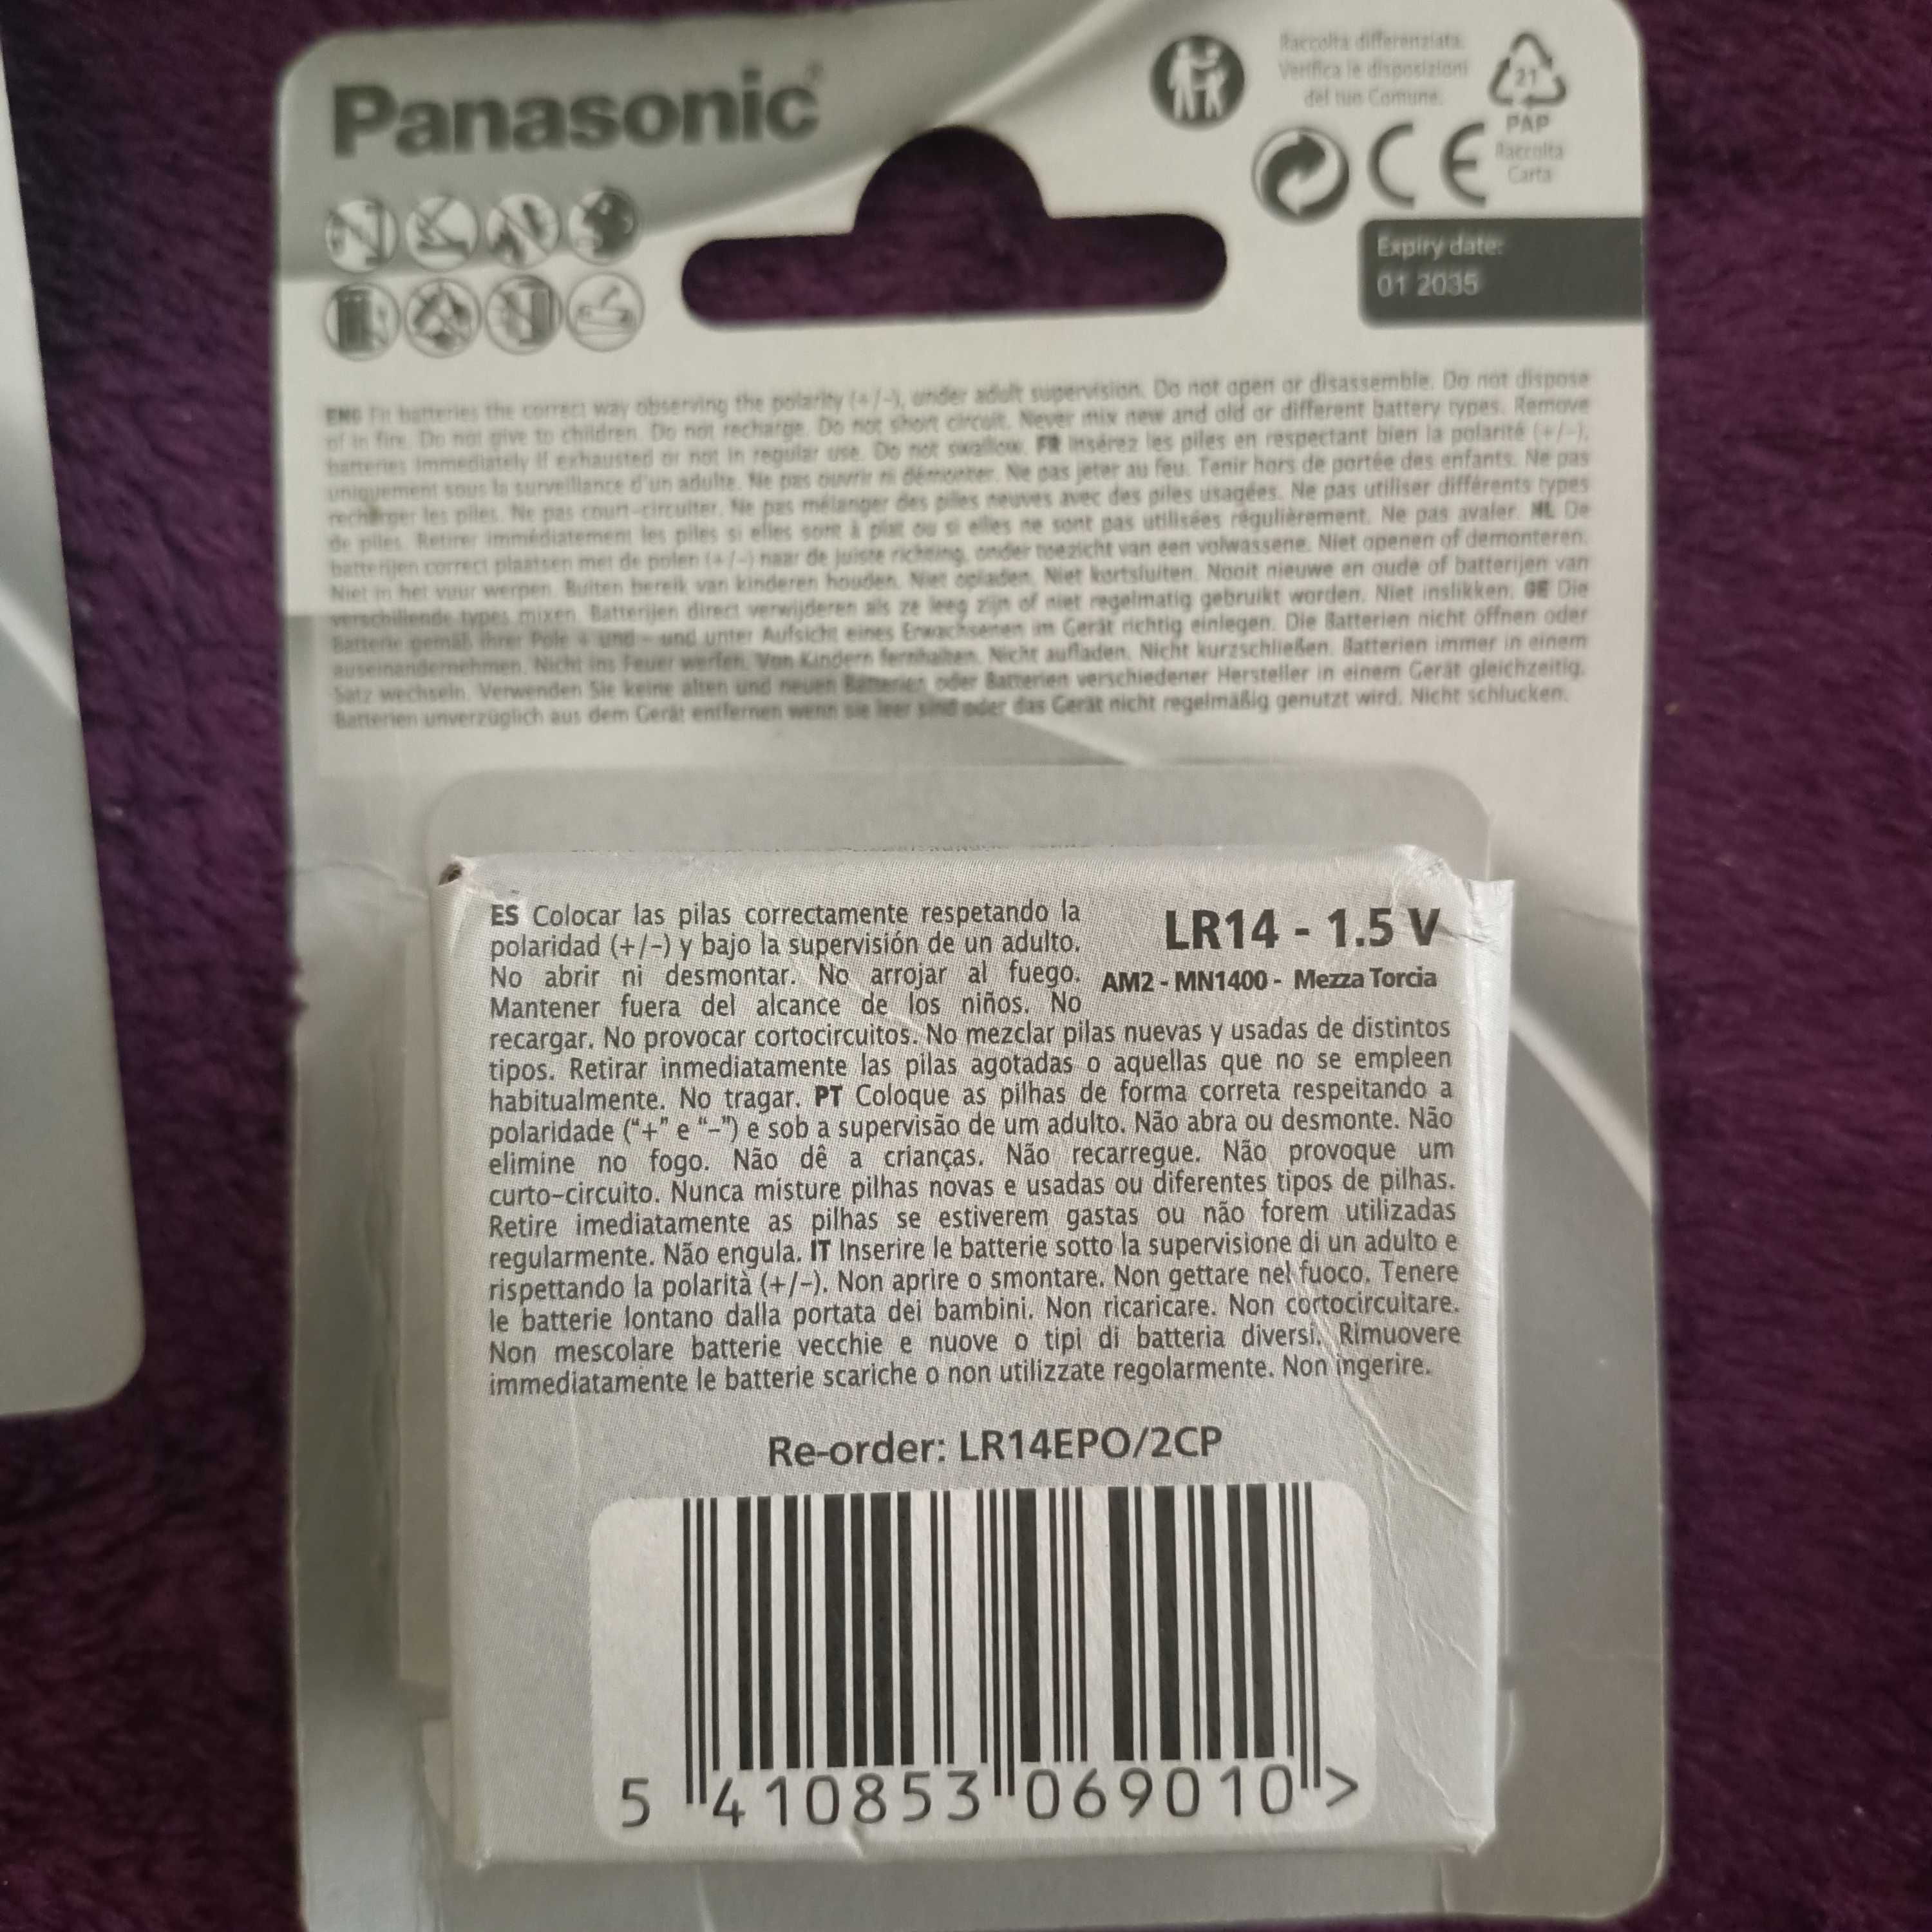 Panasonic®
Raccolta differenziata.
Verifica le disposizioni
del tuo Comune.
21
PAP
Raccolta
Carta
CE
Expiry date:
01 2035
ENG Fit batteries the correct way observing the polarity (+/-), under adult supervision. Do not open or disassemble. Do not dispose
of in fire. Do not give to children. Do not recharge. Do not short circuit. Never mix new and old or different battery types. Remove
batteries immediately if exhausted or not in regular use. Do not swallow. FR Insérez les piles en respectant bien la polarité (+/-),
uniquement sous la surveillance d'un adulte. Ne pas ouvrir ni démonter. Ne pas jeter au feu. Tenir hors de portée des enfants. Ne pas
recharger les piles. Ne pas court-circuiter. Ne pas mélanger des piles neuves avec des piles usagées. Ne pas utiliser différents types
de piles. Retirer immédiatement les piles si elles sont à plat ou si elles ne sont pas utilisées régulièrement. Ne pas avaler. NL De
batterijen correct plaatsen met de polen (+/-) naar de juiste richting, onder toezicht van een volwassene. Niet openen of demonteren.
Niet in het vuur werpen. Buiten bereik van kinderen houden. Niet opladen. Niet kortsluiten. Nooit nieuwe en oude of batterijen van
verschillende types mixen. Batterijen direct verwijderen als ze leeg zijn of niet regelmatig gebruikt worden. Niet inslikken. GE Die
Batterie gemäß ihrer Pole + und - und unter Aufsicht eines Erwachsenen im Gerät richtig einlegen. Die Batterien nicht öffnen oder
auseinandernehmen. Nicht ins Feuer werfen. Von Kindern fernhalten. Nicht aufladen. Nicht kurzschließen. Batterien immer in einem
Satz wechseln. Verwenden Sie keine alten und neuen Batterien oder Batterien verschiedener Hersteller in einem Gerät gleichzeitig.
Batterien unverzüglich aus dem Gerät entfernen wenn sie leer sind oder das Gerät nicht regelmäßig genutzt wird. Nicht schlucken.
LR14 - 1.5 V
AM2 - MN1400 - Mezza Torcia
ES Colocar las pilas correctamente respetando la
polaridad (+/-) y bajo la supervisión de un adulto.
No abrir ni desmontar. No arrojar al fuego.
Mantener fuera del alcance de los niños. No
recargar. No provocar cortocircuitos. No mezclar pilas nuevas y usadas de distintos
tipos. Retirar inmediatamente las pilas agotadas o aquellas que no se empleen
habitualmente. No tragar. PT Coloque as pilhas de forma correta respeitando a
polaridade ("+" e "-") e sob a supervisão de um adulto. Não abra ou desmonte. Não
elimine no fogo. Não dê a crianças. Não recarregue. Não provoque um
curto-circuito. Nunca misture pilhas novas e usadas ou diferentes tipos de pilhas.
Retire imediatamente as pilhas se estiverem gastas ou não forem utilizadas
regularmente. Não engula. IT Inserire le batterie sotto la supervisione di un adulto e
rispettando la polarità (+/-). Non aprire o smontare. Non gettare nel fuoco. Tenere
le batterie lontano dalla portata dei bambini. Non ricaricare. Non cortocircuitare.
Non mescolare batterie vecchie e nuove o tipi di batteria diversi. Rimuovere
immediatamente le batterie scariche o non utilizzate regolarmente. Non ingerire.
Re-order: LR14EPO/2CP
5 410853 069010 >